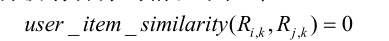 user_item_similarity(R_{i,k}, R_{j,k}) = 0